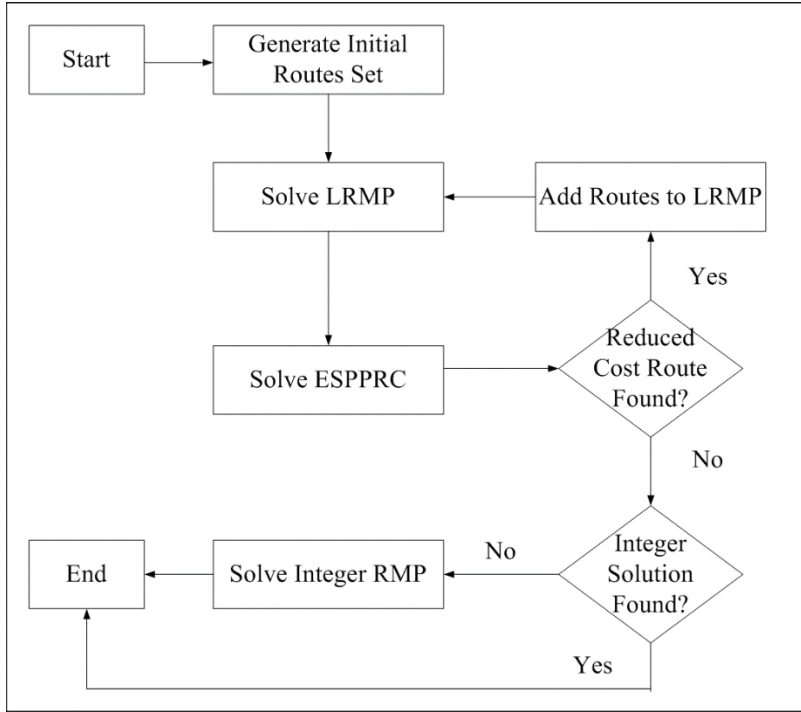 Start
Generate Initial
Routes Set
Solve LRMP
Add Routes to LRMP
Yes
Solve ESPPRC
Reduced
Cost Route
Found?
No
End
Solve Integer RMP
No
Integer
Solution
Found?
Yes